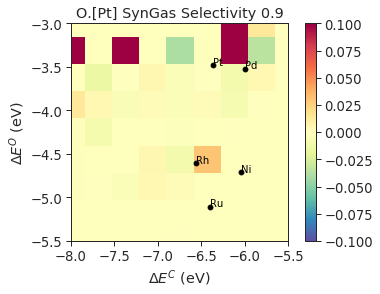 O.[Pt] SynGas Selectivity 0.9
ΔE^O (eV)
−3.0
−3.5
−4.0
−4.5
−5.0
−5.5
Pt
Pd
Rh
Ni
Ru
−8.0 −7.5 −7.0 −6.5 −6.0 −5.5
ΔE^C (eV)
0.100
0.075
0.050
0.025
0.000
−0.025
−0.050
−0.075
−0.100